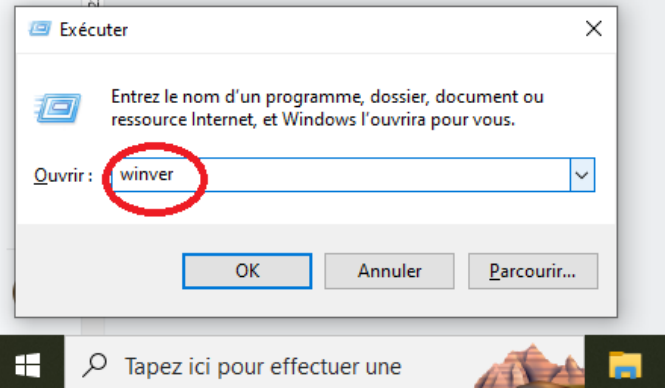 Exécuter
Entrez le nom d'un programme, dossier, document ou
ressource Internet, et Windows l'ouvrira pour vous.
Ouvrir : winver
OK Annuler Parcourir...
Tapez ici pour effectuer une